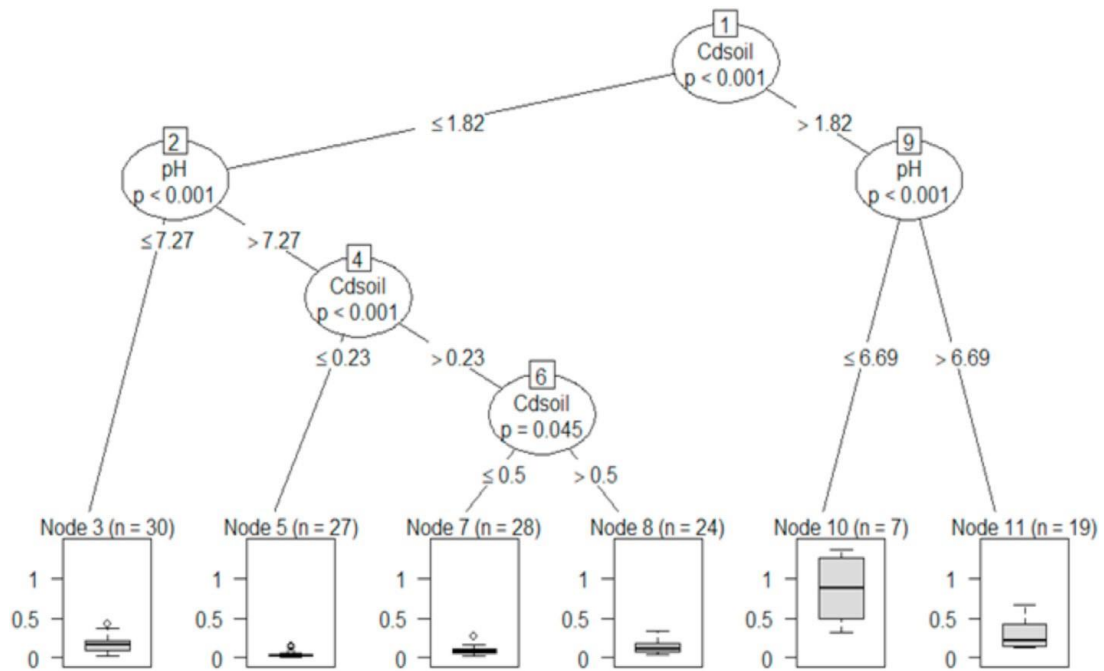 1
Cdsoil
p < 0.001
≤ 1.82
> 1.82
2
pH
p < 0.001
9
pH
p < 0.001
≤ 7.27
> 7.27
4
Cdsoil
p < 0.001
≤ 0.23
> 0.23
≤ 6.69
> 6.69
6
Cdsoil
p = 0.045
≤ 0.5
> 0.5
Node 3 (n = 30)
Node 5 (n = 27)
Node 7 (n = 28)
Node 8 (n = 24)
Node 10 (n = 7)
Node 11 (n = 19)
1
0.5
0
1
0.5
0
1
0.5
0
1
0.5
0
1
0.5
0
1
0.5
0